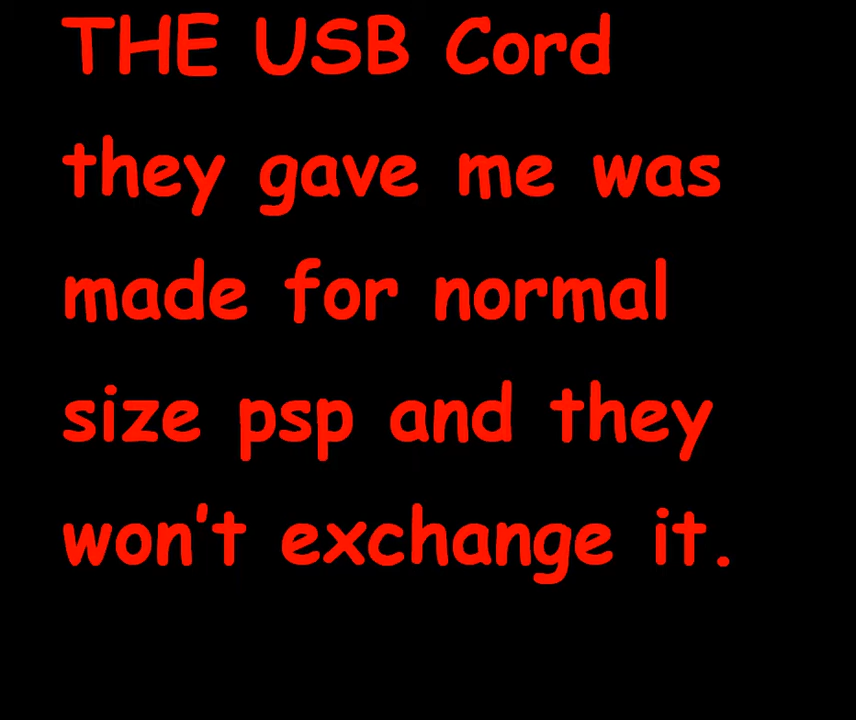 THE USB Cord
they gave me was
made for normal
size psp and they
won't exchange it.